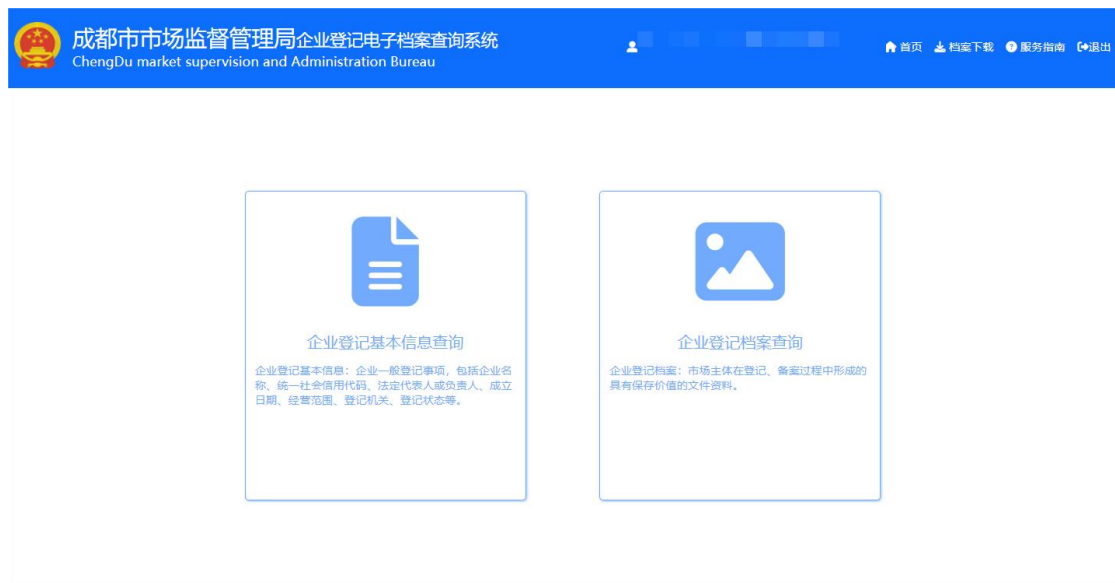 成都市市场监督管理局企业登记电子档案查询系统
ChengDu market supervision and Administration Bureau
首页 档案下载 服务指南 退出
企业登记基本信息查询
企业登记基本信息：企业一般登记事项，包括企业名
称、统一社会信用代码、法定代表人或负责人、成立
日期、经营范围、登记机关、登记状态等。
企业登记档案查询
企业登记档案：市场主体在登记、备案过程中形成的
具有保存价值的文件资料。